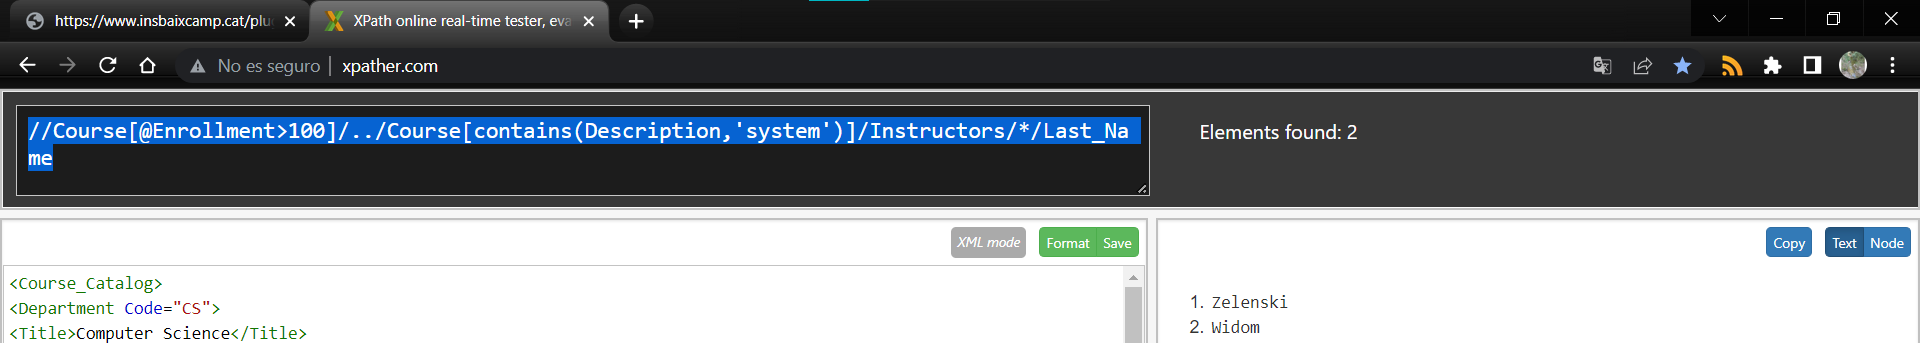 https://www.insbaixcamp.cat/plu
XPath online real-time tester, eva
No es seguro | xpather.com
//Course[@Enrollment>100]/../Course[contains(Description,'system')]/Instructors/*/Last_Na
me
Elements found: 2
XML mode Format Save
Copy Text Node
<Course_Catalog>
<Department Code="CS">
<Title>Computer Science</Title>
1. Zelenski
2. Widom